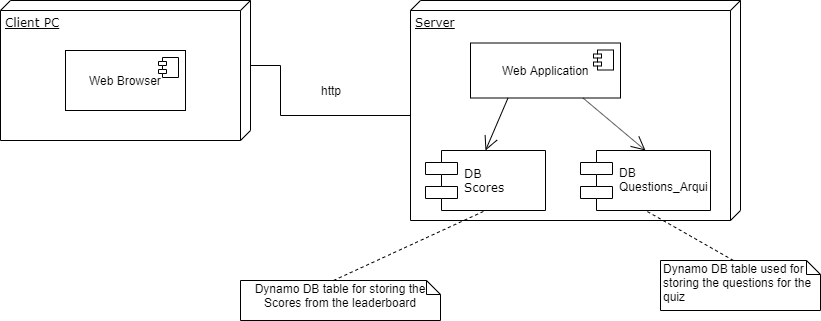 Client PC
Web Browser
http
Server
Web Application
DB
Scores
DB
Questions_Arqui
Dynamo DB table for storing the
Scores from the leaderboard
Dynamo DB table used for
storing the questions for the
quiz